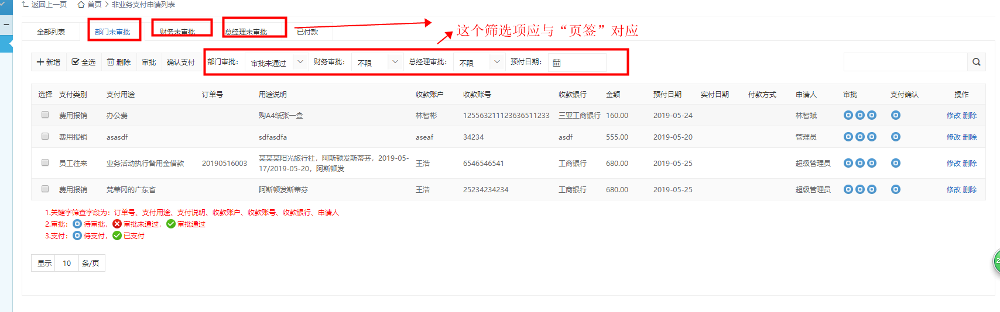 返回上一页 首页 > 非业务支付申请列表
全部列表 部门未审批 财务未审批 总经理未审批 已付款
这个筛选项应与“页签”对应
新增 全选 删除 审批 确认支付 部门审批： 审批未通过 财务审批： 不限 总经理审批： 不限 预付日期：
选择 支付类别 支付用途 订单号 用途说明 收款账户 收款账号 收款银行 金额 预付日期 实付日期 付款方式 申请人 审批 支付确认 操作
费用报销 办公费 购A4纸张一盒 林智彬 125563211123636511233 三亚工商银行 160.00 2019-05-24 林智斌 修改 删除
费用报销 asasdf sdfasdfa aseaf 34234 asdf 555.00 2019-05-20 管理员 修改 删除
员工往来 业务活动执行备用金借款 20190516003 某某某阳光旅行社，阿斯顿发斯蒂芬，2019-05-
17/2019-05-20，阿斯顿发 王浩 6546546541 工商银行 680.00 2019-05-25 超级管理员 修改 删除
费用报销 梵蒂冈的广东省 阿斯顿发斯蒂芬 王浩 25234234234 工商银行 680.00 2019-05-25 超级管理员 修改 删除
1.关键字筛查字段为：订单号、支付用途、支付说明、收款账户、收款账号、收款银行、申请人
2.审批： 待审批， 审批未通过， 审批通过
3.支付： 待支付， 已支付
显示 10 条/页
2